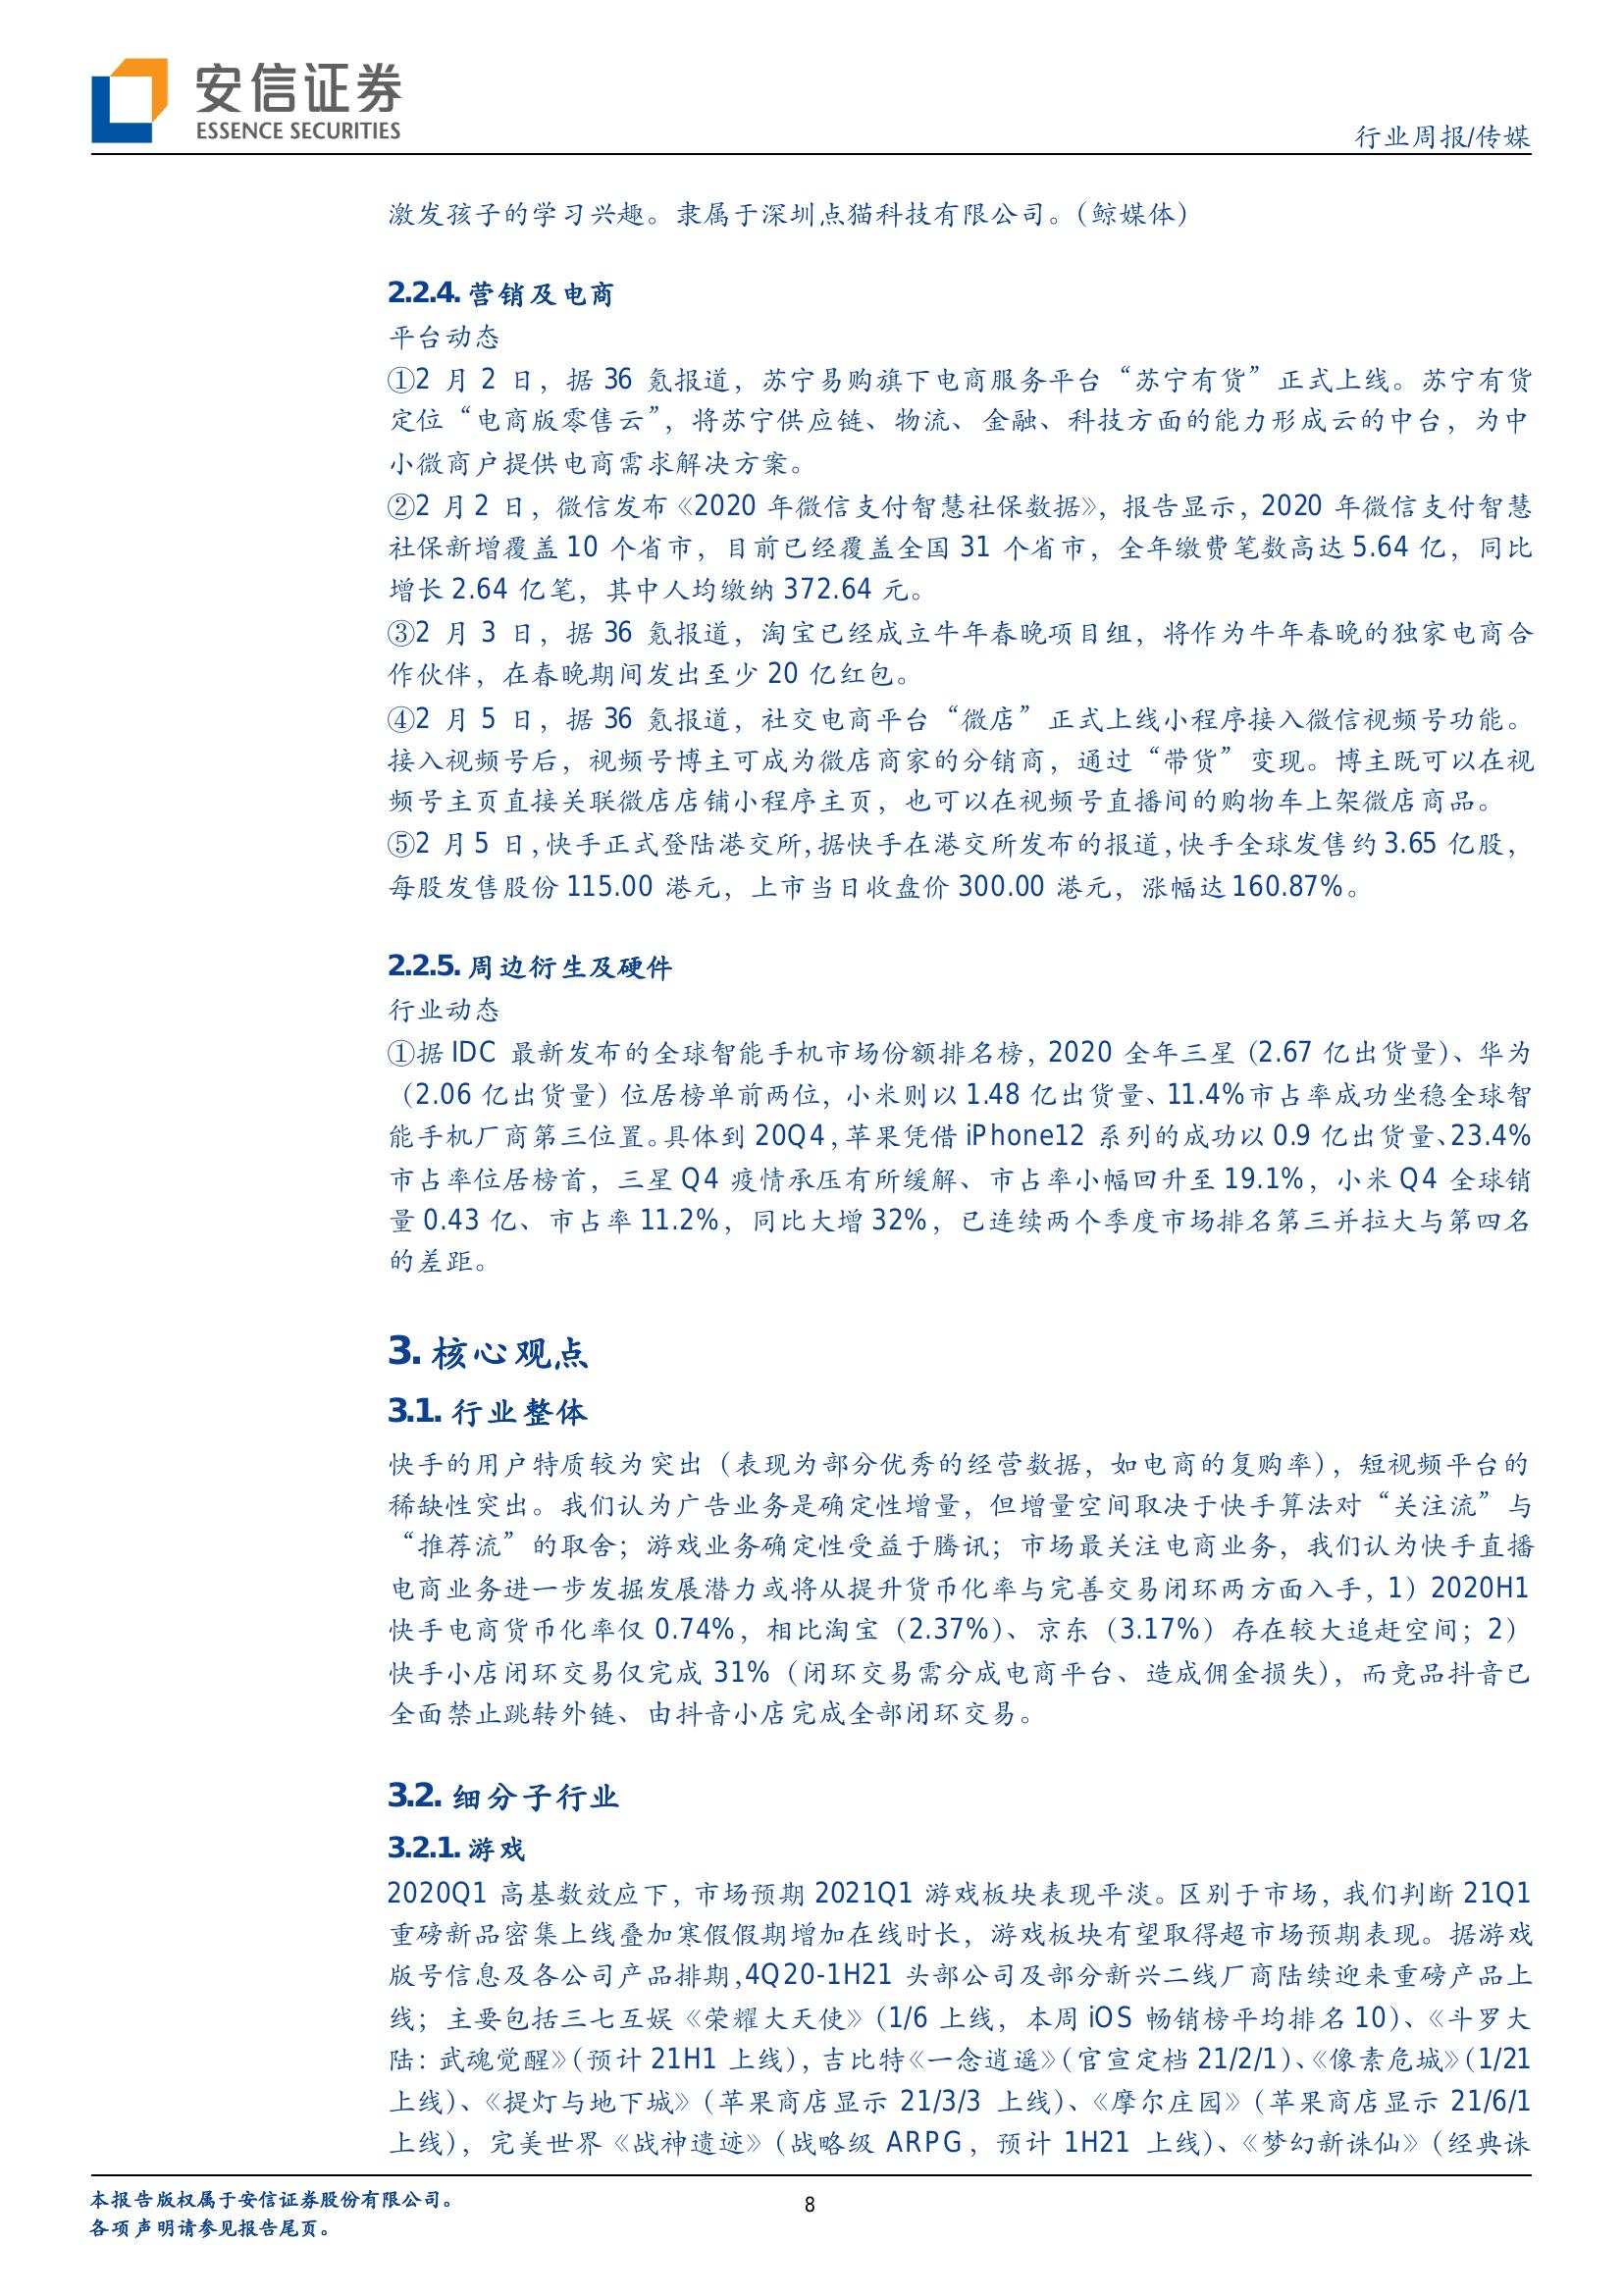 安信证券
ESSENCE SECURITIES
行业周报/传媒
激发孩子的学习兴趣。隶属于深圳点猫科技有限公司。（鲸媒体）
2.2.4. 营销及电商
平台动态
①2 月 2 日，据 36 氪报道，苏宁易购旗下电商服务平台“苏宁有货”正式上线。苏宁有货
定位“电商版零售云”，将苏宁供应链、物流、金融、科技方面的能力形成云的中台，为中
小微商户提供电商需求解决方案。
②2 月 2 日，微信发布《2020 年微信支付智慧社保数据》，报告显示，2020 年微信支付智慧
社保新增覆盖 10 个省市，目前已经覆盖全国 31 个省市，全年缴费笔数高达 5.64 亿，同比
增长 2.64 亿笔，其中人均缴纳 372.64 元。
③2 月 3 日，据 36 氪报道，淘宝已经成立牛年春晚项目组，将作为牛年春晚的独家电商合
作伙伴，在春晚期间发出至少 20 亿红包。
④2 月 5 日，据 36 氪报道，社交电商平台“微店”正式上线小程序接入微信视频号功能。
接入视频号后，视频号博主可成为微店商家的分销商，通过“带货”变现。博主既可以在视
频号主页直接关联微店店铺小程序主页，也可以在视频号直播间的购物车上架微店商品。
⑤2 月 5 日，快手正式登陆港交所，据快手在港交所发布的报道，快手全球发售约 3.65 亿股，
每股发售股份 115.00 港元，上市当日收盘价 300.00 港元，涨幅达 160.87%。
2.2.5. 周边衍生及硬件
行业动态
①据 IDC 最新发布的全球智能手机市场份额排名榜，2020 全年三星（2.67 亿出货量）、华为
（2.06 亿出货量）位居榜单前两位，小米则以 1.48 亿出货量、11.4%市占率成功坐稳全球智
能手机厂商第三位置。具体到 20Q4，苹果凭借 iPhone12 系列的成功以 0.9 亿出货量、23.4%
市占率位居榜首，三星 Q4 疫情承压有所缓解、市占率小幅回升至 19.1%，小米 Q4 全球销
量 0.43 亿、市占率 11.2%，同比大增 32%，已连续两个季度市场排名第三并拉大与第四名
的差距。
3. 核心观点
3.1. 行业整体
快手的用户特质较为突出（表现为部分优秀的经营数据，如电商的复购率），短视频平台的
稀缺性突出。我们认为广告业务是确定性增量，但增量空间取决于快手算法对“关注流”与
“推荐流”的取舍；游戏业务确定性受益于腾讯；市场最关注电商业务，我们认为快手直播
电商业务进一步发掘发展潜力或将从提升货币化率与完善交易闭环两方面入手，1）2020H1
快手电商货币化率仅 0.74%，相比淘宝（2.37%）、京东（3.17%）存在较大追赶空间；2）
快手小店闭环交易仅完成 31%（闭环交易需分成电商平台、造成佣金损失），而竞品抖音已
全面禁止跳转外链、由抖音小店完成全部闭环交易。
3.2. 细分子行业
3.2.1. 游戏
2020Q1 高基数效应下，市场预期 2021Q1 游戏板块表现平淡。区别于市场，我们判断 21Q1
重磅新品密集上线叠加寒假假期增加在线时长，游戏板块有望取得超市场预期表现。据游戏
版号信息及各公司产品排期，4Q20-1H21 头部公司及部分新兴二线厂商陆续迎来重磅产品上
线；主要包括三七互娱《荣耀大天使》（1/6 上线，本周 iOS 畅销榜平均排名 10）、《斗罗大
陆：武魂觉醒》（预计 21H1 上线），吉比特《一念逍遥》（官宣定档 21/2/1）、《像素危城》（1/21
上线）、《提灯与地下城》（苹果商店显示 21/3/3 上线）、《摩尔庄园》（苹果商店显示 21/6/1
上线），完美世界《战神遗迹》（战略级 ARPG，预计 1H21 上线）、《梦幻新诛仙》（经典诛
本报告版权属于安信证券股份有限公司。
8
各项声明请参见报告尾页。